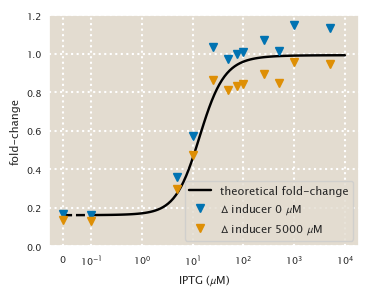 1.2
1.0
0.8
0.6
0.4
0.2
0.0
fold-change
theoretical fold-change
Δ inducer 0 μM
Δ inducer 5000 μM
0 10⁻¹ 10⁰ 10¹ 10² 10³ 10⁴
IPTG (μM)